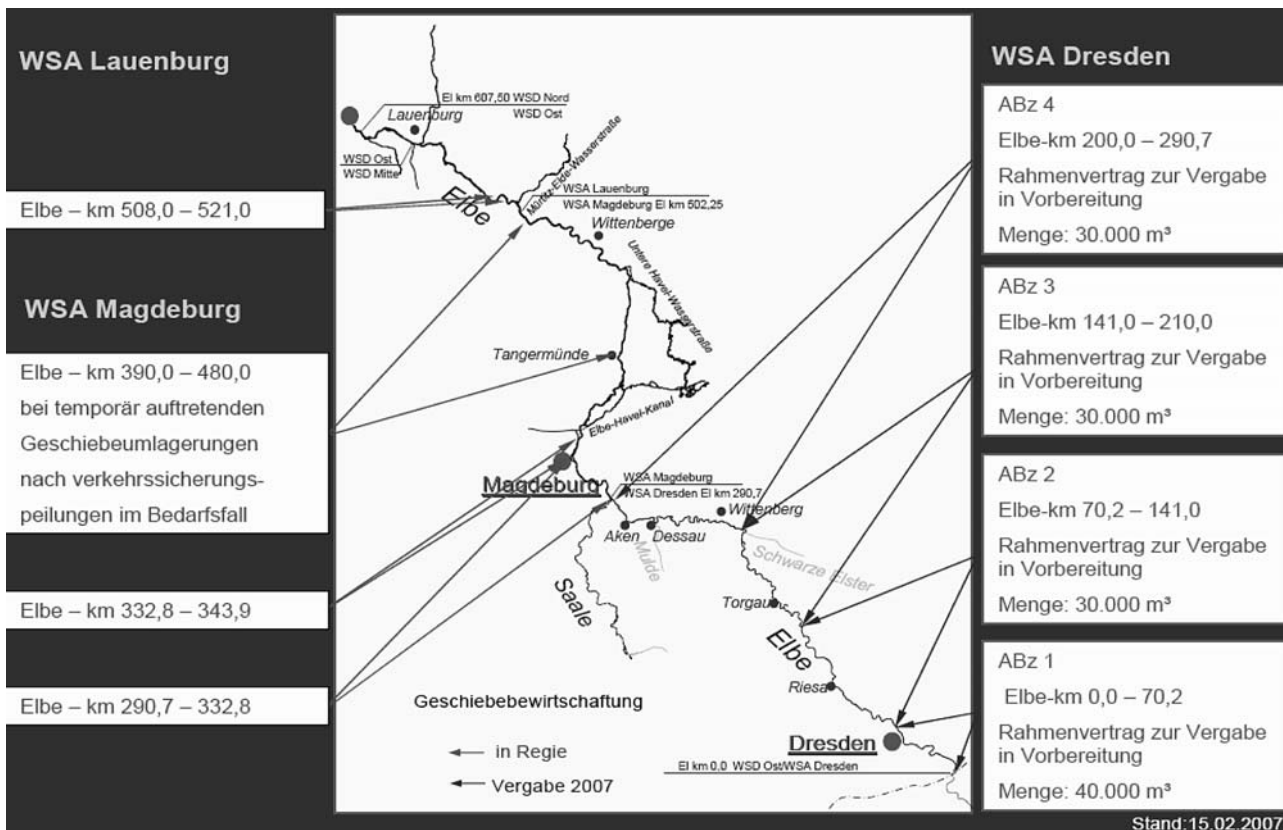 WSA Lauenburg
Elbe – km 508,0 – 521,0
WSA Magdeburg
Elbe – km 390,0 – 480,0
bei temporär auftretenden
Geschiebeumlagerungen
nach verkehrssicherungs-
peilungen im Bedarfsfall
Elbe – km 332,8 – 343,9
Elbe – km 290,7 – 332,8
El km 607,50 WSD Nord
WSD Ost
Lauenburg
WSD Ost
WSD Mitte
Müritz-Elde-Wasserstraße
Elbe
WSA Lauenburg
WSA Magdeburg El km 502,25
Wittenberge
Untere Havel-Wasserstraße
Tangermünde
Elbe-Havel-Kanal
Magdeburg
WSA Magdeburg
WSA Dresden El km 290,7
Wittenberg
Aken
Dessau
Mulde
Schwarze Elster
Saale
Torgau
Elbe
Riesa
Geschiebebewirtschaftung
Dresden
in Regie
El km 0,0 WSD Ost/WSA Dresden
Vergabe 2007
WSA Dresden
ABz 4
Elbe-km 200,0 - 290,7
Rahmenvertrag zur Vergabe
in Vorbereitung
Menge: 30.000 m³
ABz 3
Elbe-km 141,0 – 210,0
Rahmenvertrag zur Vergabe
in Vorbereitung
Menge: 30.000 m³
ABz 2
Elbe-km 70,2 - 141,0
Rahmenvertrag zur Vergabe
in Vorbereitung
Menge: 30.000 m³
ABz 1
Elbe-km 0,0 – 70,2
Rahmenvertrag zur Vergabe
in Vorbereitung
Menge: 40.000 m³
Stand:15.02.2007